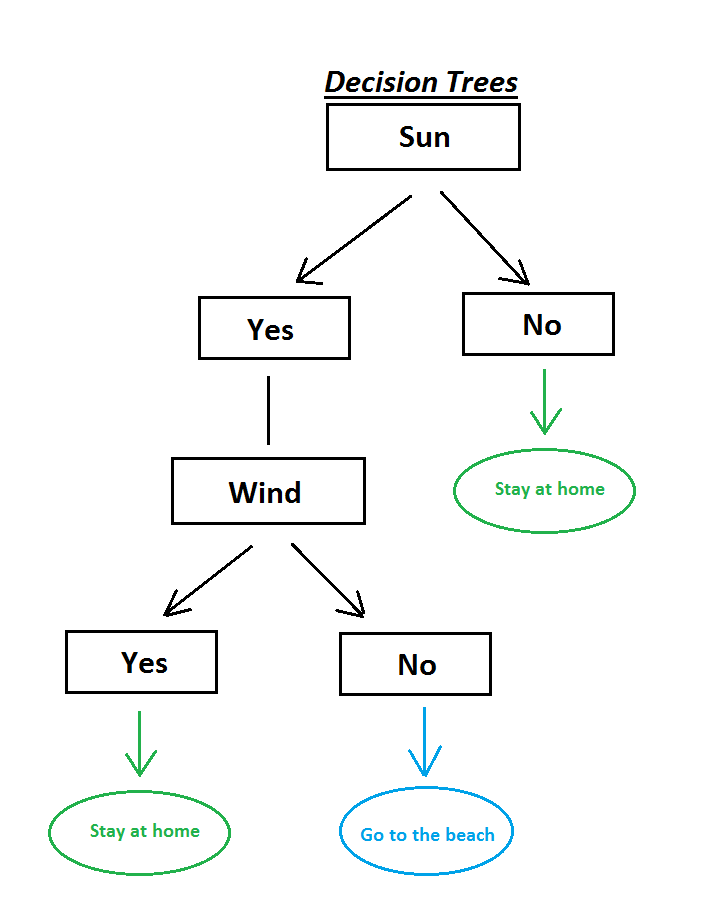 Decision Trees
Sun
Yes
No
Wind
Stay at home
Yes
No
Stay at home
Go to the beach